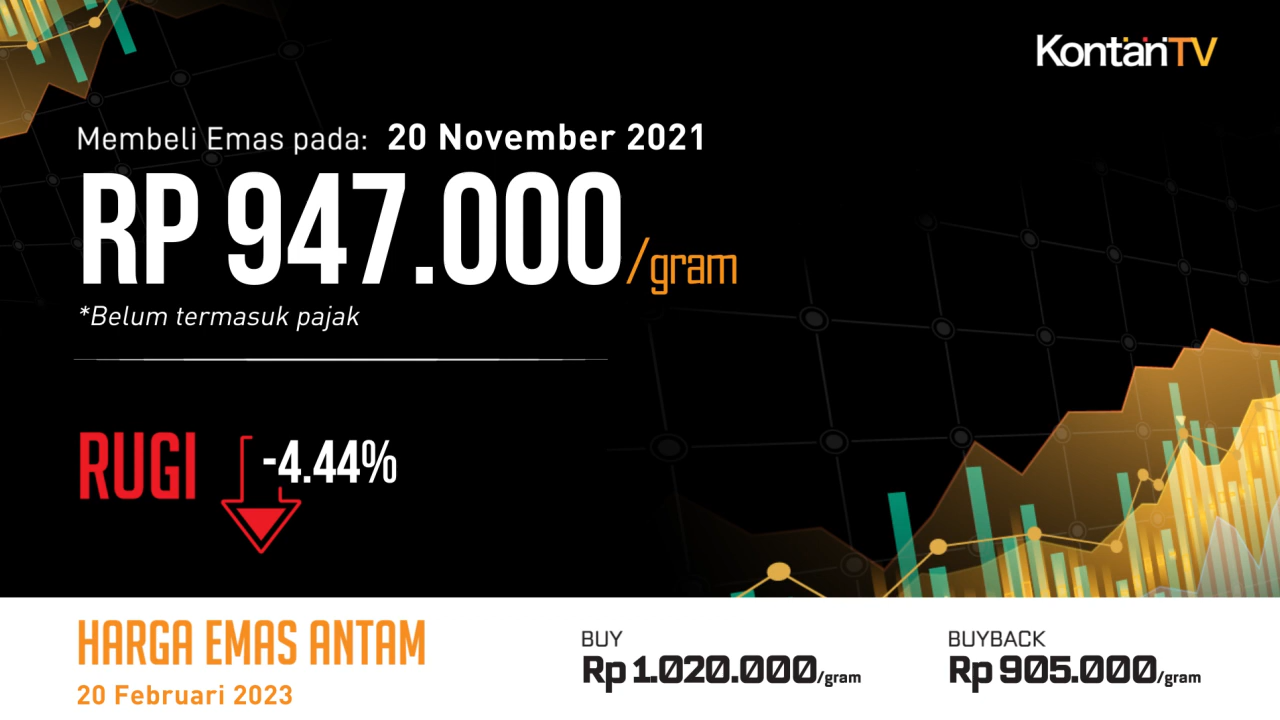 KontanTV
Membeli Emas pada: 20 November 2021
RP 947.000/gram
*Belum termasuk pajak
RUGI -4.44%
HARGA EMAS ANTAM
20 Februari 2023
BUY
Rp 1.020.000/gram
BUYBACK
Rp 905.000/gram